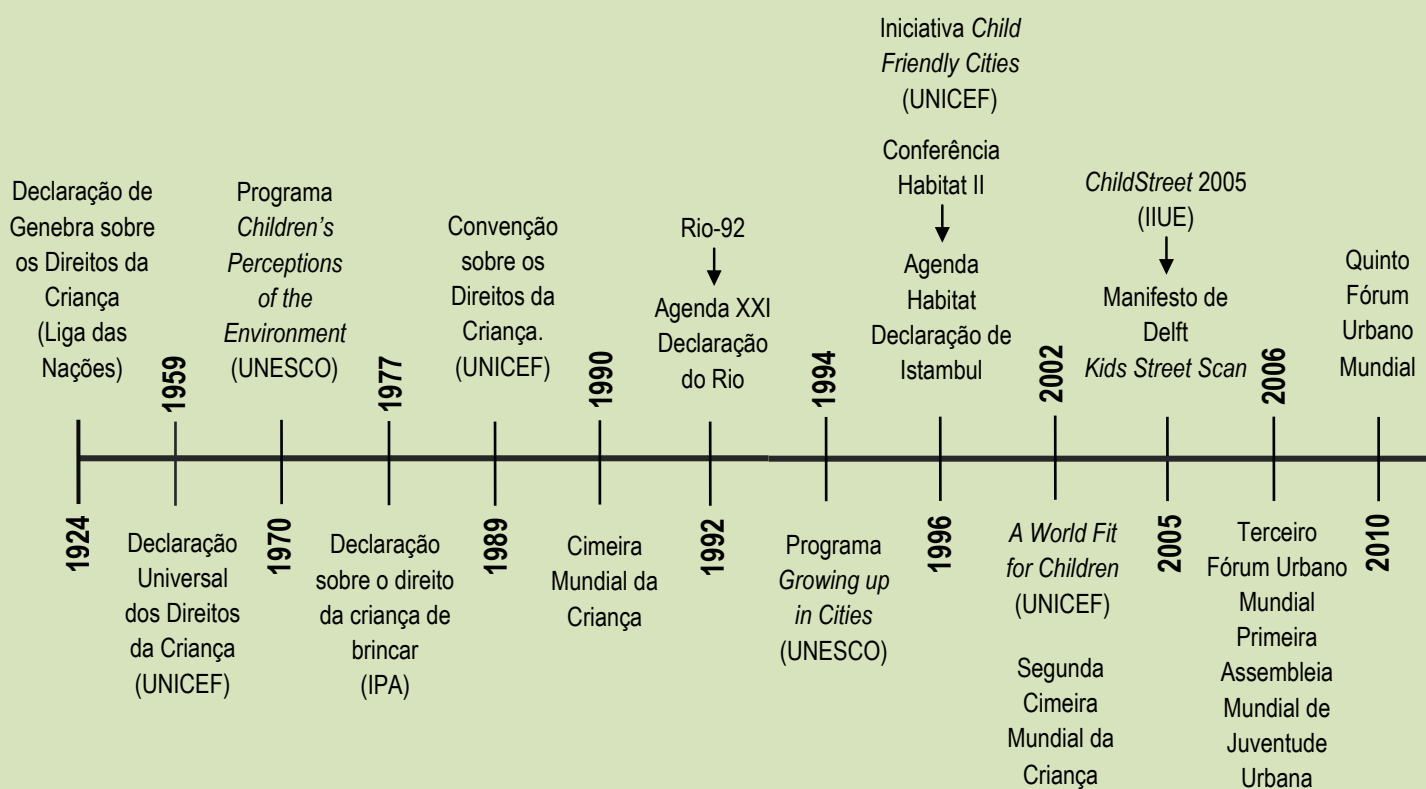 Declaração de
Genebra sobre
os Direitos da
Criança
(Liga das
Nações)
1924
1959
Declaração
Universal
dos Direitos
da Criança
(UNICEF)
Programa
Children's
Perceptions
of the
Environment
(UNESCO)
1970
1977
Declaração
sobre o direito
da criança de
brincar
(IPA)
Convenção
sobre os
Direitos da
Criança.
(UNICEF)
1989
1990
Cimeira
Mundial da
Criança
Rio-92
Agenda XXI
Declaração
do Rio
1992
1994
Programa
Growing up
in Cities
(UNESCO)
Iniciativa Child
Friendly Cities
(UNICEF)
Conferência
Habitat II
Agenda
Habitat
Declaração de
Istambul
1996
2002
A World Fit
for Children
(UNICEF)
Segunda
Cimeira
Mundial da
Criança
ChildStreet 2005
(IIUE)
Manifesto de
Delft
Kids Street Scan
2005
2006
Terceiro
Fórum Urbano
Mundial
Primeira
Assembleia
Mundial de
Juventude
Urbana
Quinto
Fórum
Urbano
Mundial
2010